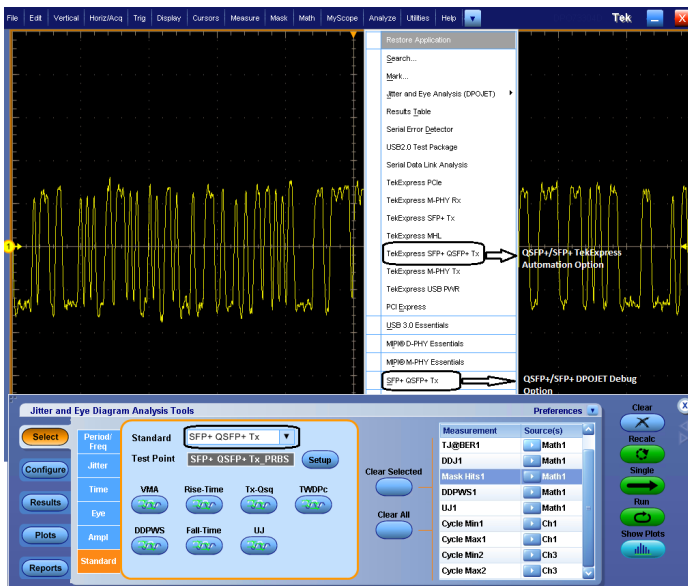 File Edit Vertical Horiz/Acq Trig Display Cursors Measure Mask Math MyScope Analyze Utilities Help Tek X
Restore Application
Search...
Mark...
Jitter and Eye Analysis (DPOJET)
Results Table
Serial Error Detector
USB2.0 Test Package
Serial Data Link Analysis
TekExpress PCIe
TekExpress M-PHY Rx
TekExpress SFP+ Tx
TekExpress MHL
TekExpress SFP+ QSFP+ Tx
TekExpress M-PHY Tx
TekExpress USB PWR
PCI Express
USB 3.0 Essentials
MIPI® D-PHY Essentials
MIPI® M-PHY Essentials
SFP+ QSFP+ Tx
1
QSFP+/SFP+ TekExpress
Automation Option
QSFP+/SFP+ DPOJET Debug
Option
Jitter and Eye Diagram Analysis Tools
Preferences
Select
Configure
Results
Plots
Reports
Period/
Freq
Jitter
Time
Eye
Ampl
Standard
Standard SFP+ QSFP+ Tx
Test Point SFP+ QSFP+ Tx_PRBS Setup
VMA Rise-Time Tx-Qsq TWDPc
DDPWS Fall-Time UJ
Clear Selected
Clear All
Measurement Source(s)
TJ@BER1 Math1
DDJ1 Math1
Mask Hits1 Math1
DDPWS1 Math1
UJ1 Math1
Cycle Min1 Ch1
Cycle Max1 Ch1
Cycle Min2 Ch3
Cycle Max2 Ch3
Clear
X
Recalc
Single
Run
Show Plots